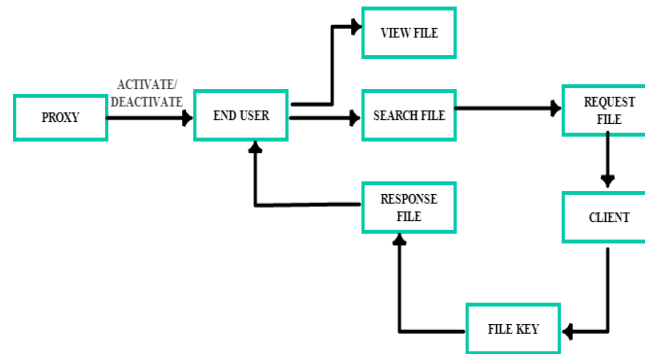 VIEW FILE
ACTIVATE/
DEACTIVATE
PROXY
END USER
SEARCH FILE
REQUEST
FILE
RESPONSE
FILE
CLIENT
FILE KEY